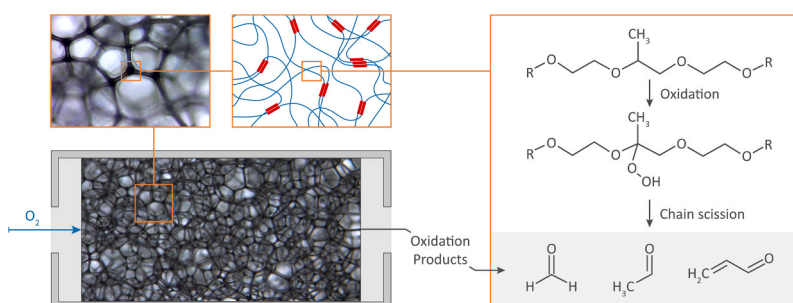 CH₃
R
O
O
O
O
R
Oxidation
CH₃
R
O
O
O
O
R
O
OH
Chain scission
O₂
Oxidation
Products
O
H
H
O
H₃C
H₂C
O